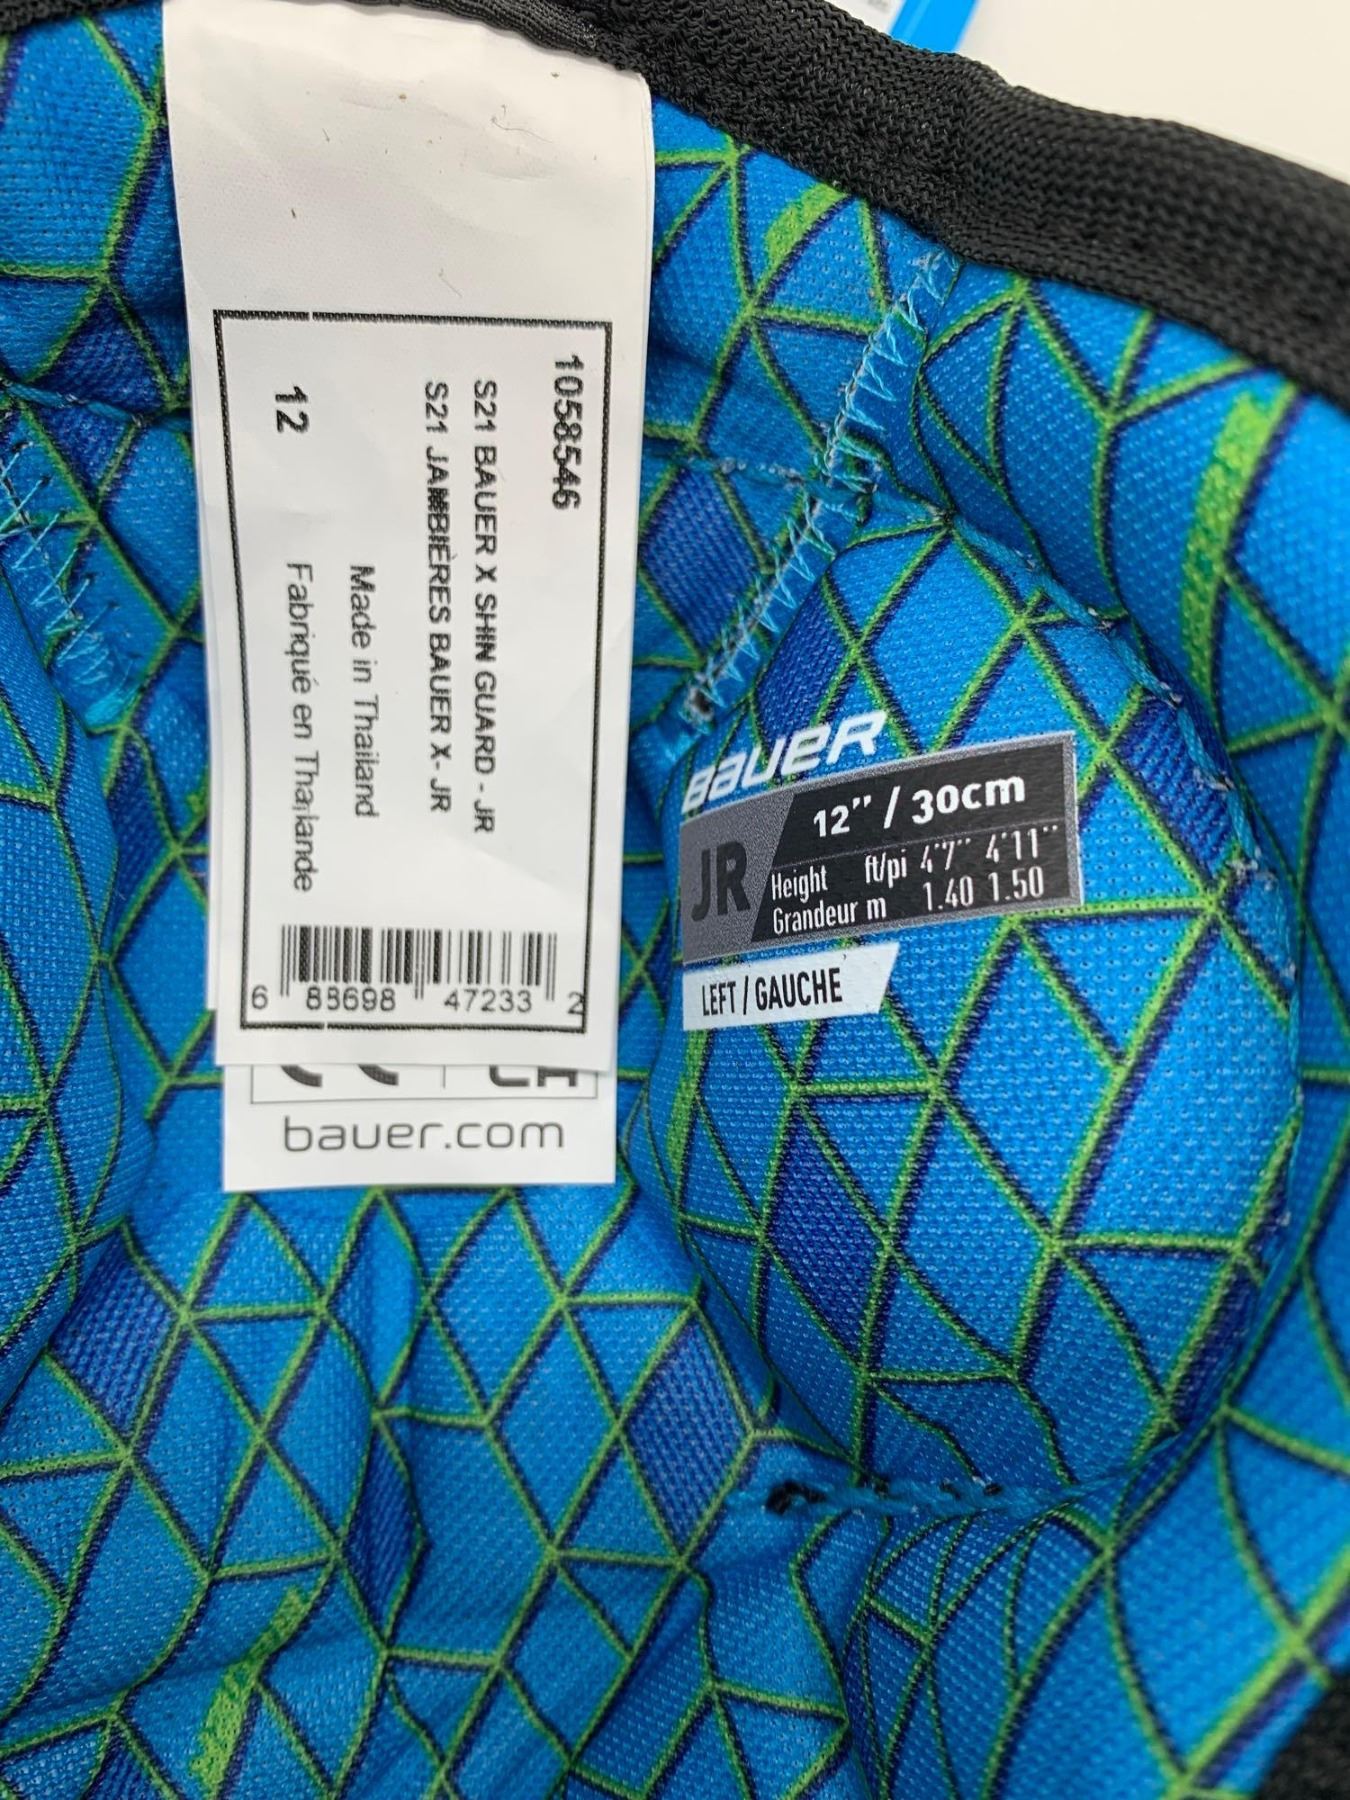 1058546
S21 BAUER X SHIN GUARD - JR
S21 JAMBIÈRES BAUER X- JR
Made in Thailand
12 Fabriqué en Thaïlande
6 88698 47233 2
bauer.com
BAUER
JR
12" / 30cm
Height ft/pi 4'7" 4'11"
Grandeur m 1.40 1.50
LEFT / GAUCHE